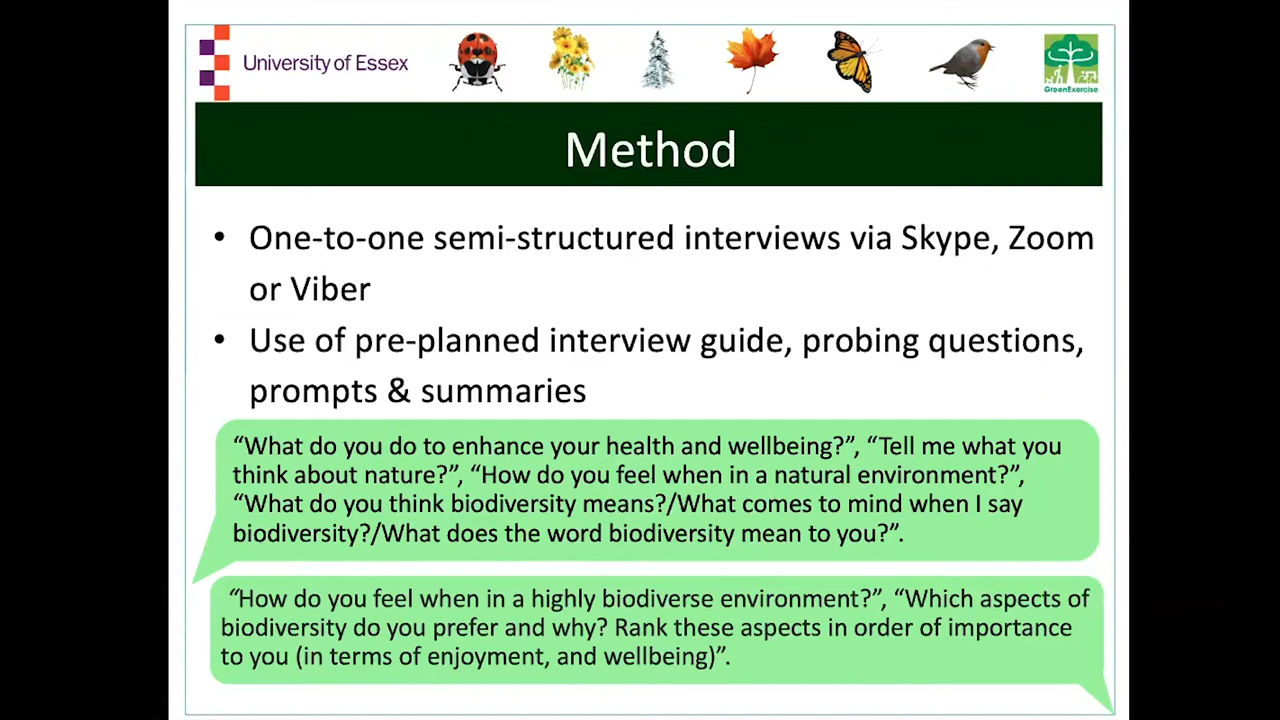 University of Essex
GreenExercise
Method
• One-to-one semi-structured interviews via Skype, Zoom
or Viber
• Use of pre-planned interview guide, probing questions,
prompts & summaries
“What do you do to enhance your health and wellbeing?”, “Tell me what you
think about nature?”, “How do you feel when in a natural environment?”,
“What do you think biodiversity means?/What comes to mind when I say
biodiversity?/What does the word biodiversity mean to you?”.
“How do you feel when in a highly biodiverse environment?”, “Which aspects of
biodiversity do you prefer and why? Rank these aspects in order of importance
to you (in terms of enjoyment, and wellbeing)”.